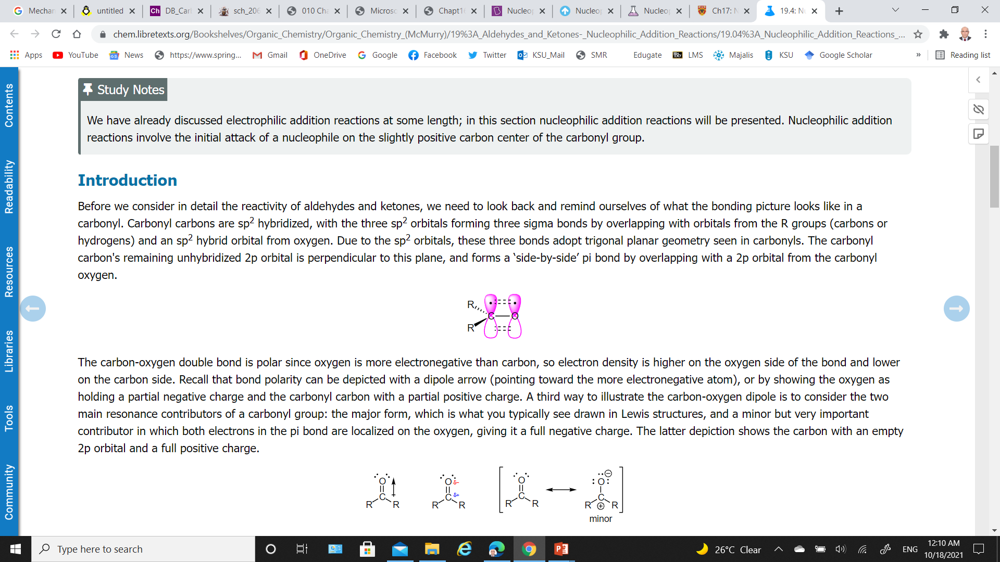 Mechan
untitled
DB_Carl
sch_206
010 Cha
Microsc
Chapt1
Nucleop
Nucleop
Nucleop
Ch17: N
19.4: Nu
chem.libretexts.org/Bookshelves/Organic_Chemistry/Organic_Chemistry_(McMurry)/19%3A_Aldehydes_and_Ketones-_Nucleophilic_Addition_Reactions/19.04%3A_Nucleophilic_Addition_Reactions_...
Apps YouTube News https://www.spring... Gmail OneDrive Google Facebook Twitter KSU_Mail SMR Edugate LMS Majalis KSU Google Scholar » Reading list
Contents
Readability
Resources
Libraries
Tools
Community
Study Notes
We have already discussed electrophilic addition reactions at some length; in this section nucleophilic addition reactions will be presented. Nucleophilic addition
reactions involve the initial attack of a nucleophile on the slightly positive carbon center of the carbonyl group.
Introduction
Before we consider in detail the reactivity of aldehydes and ketones, we need to look back and remind ourselves of what the bonding picture looks like in a
carbonyl. Carbonyl carbons are sp² hybridized, with the three sp² orbitals forming three sigma bonds by overlapping with orbitals from the R groups (carbons or
hydrogens) and an sp² hybrid orbital from oxygen. Due to the sp² orbitals, these three bonds adopt trigonal planar geometry seen in carbonyls. The carbonyl
carbon's remaining unhybridized 2p orbital is perpendicular to this plane, and forms a ‘side-by-side’ pi bond by overlapping with a 2p orbital from the carbonyl
oxygen.
R
C O
R
The carbon-oxygen double bond is polar since oxygen is more electronegative than carbon, so electron density is higher on the oxygen side of the bond and lower
on the carbon side. Recall that bond polarity can be depicted with a dipole arrow (pointing toward the more electronegative atom), or by showing the oxygen as
holding a partial negative charge and the carbonyl carbon with a partial positive charge. A third way to illustrate the carbon-oxygen dipole is to consider the two
main resonance contributors of a carbonyl group: the major form, which is what you typically see drawn in Lewis structures, and a minor but very important
contributor in which both electrons in the pi bond are localized on the oxygen, giving it a full negative charge. The latter depiction shows the carbon with an empty
2p orbital and a full positive charge.
O O δ- O O ⊖
C C δ+ C C
R R R R R R R ⊕ R
minor
Type here to search
26°C Clear
ENG
12:10 AM
10/18/2021